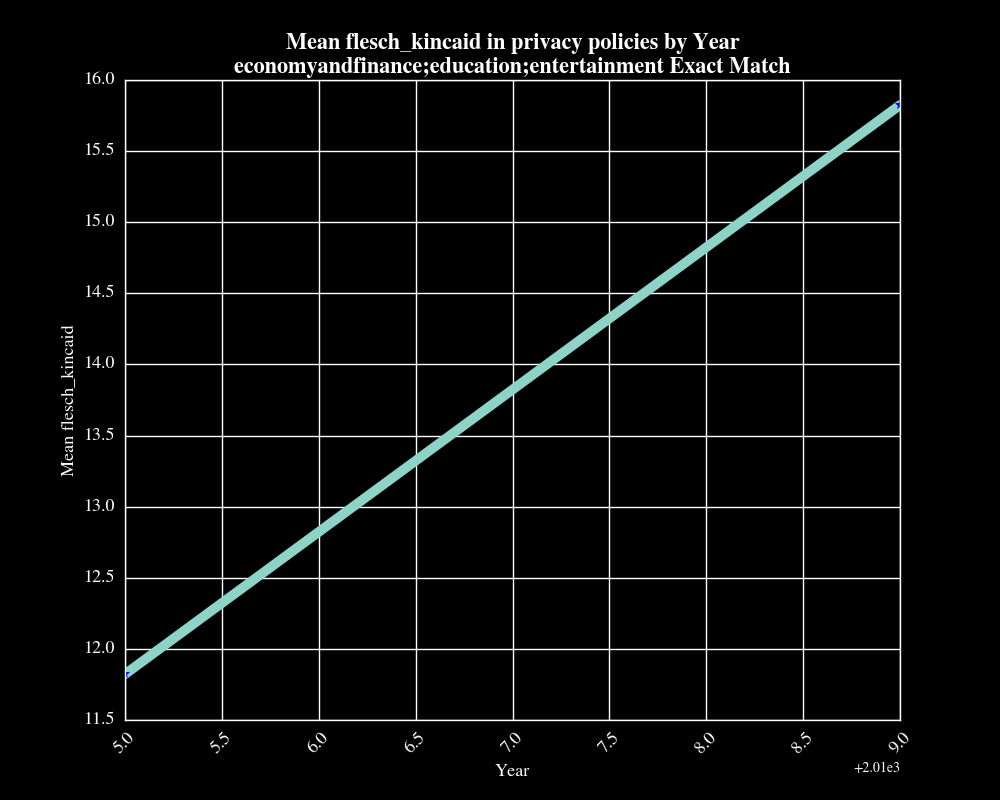 Mean flesch_kincaid in privacy policies by Year
economyandfinance;education;entertainment Exact Match
16.0
15.5
15.0
14.5
14.0
13.5
13.0
12.5
12.0
11.5
Mean flesch_kincaid
5.0 5.5 6.0 6.5 7.0 7.5 8.0 8.5 9.0
Year
+2.01e3